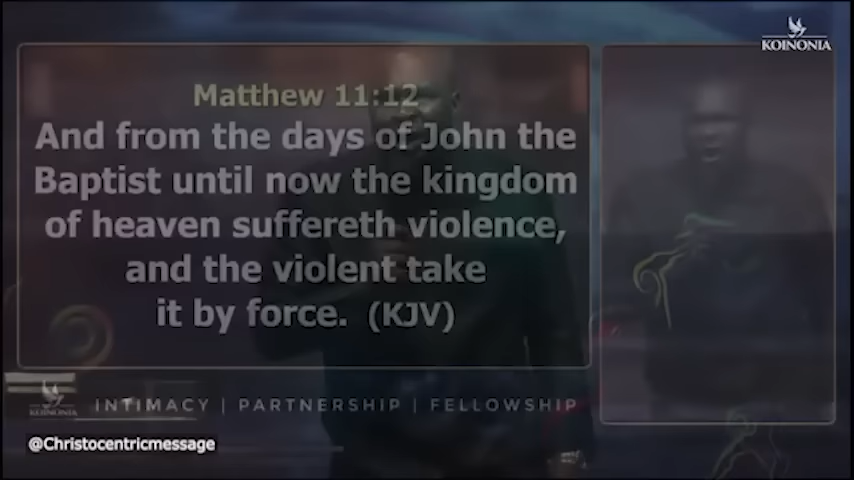 KOINONIA
Matthew 11:12
And from the days of John the
Baptist until now the kingdom
of heaven suffereth violence,
and the violent take
it by force. (KJV)
KOINONIA
INTIMACY | PARTNERSHIP | FELLOWSHIP
@Christocentricmessage